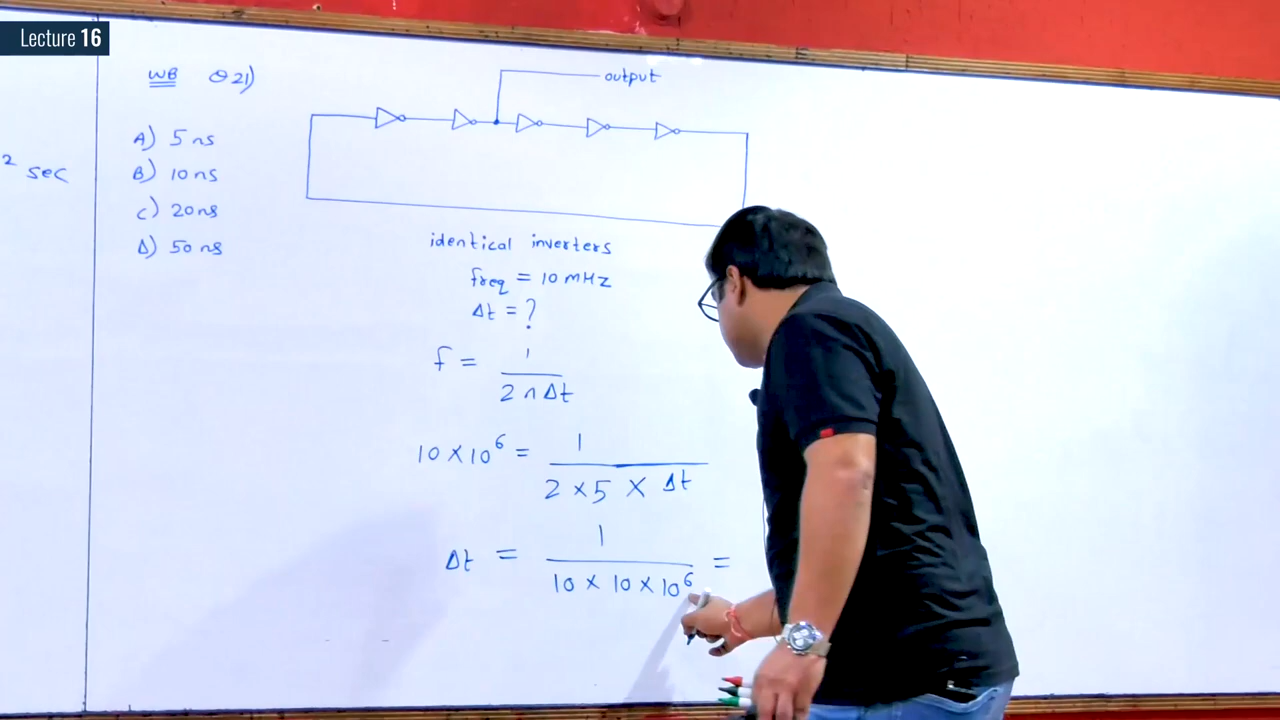 Lecture 16
2 sec
WB Q 21)
output
A) 5 ns
B) 10 ns
C) 20 ns
D) 50 ns
identical inverters
freq = 10 MHz
Δt = ?
f = 1 / 2 n Δt
10 × 10⁶ = 1 / 2 × 5 × Δt
Δt = 1 / 10 × 10 × 10⁶ =